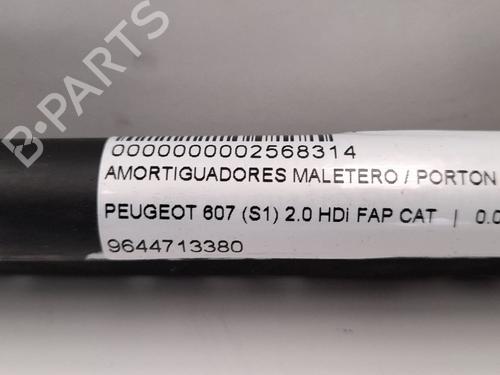 B-PARTS
0000000002568314
AMORTIGUADORES MALETERO / PORTON
PEUGEOT 607 (S1) 2.0 HDi FAP CAT | 0.0
9644713380